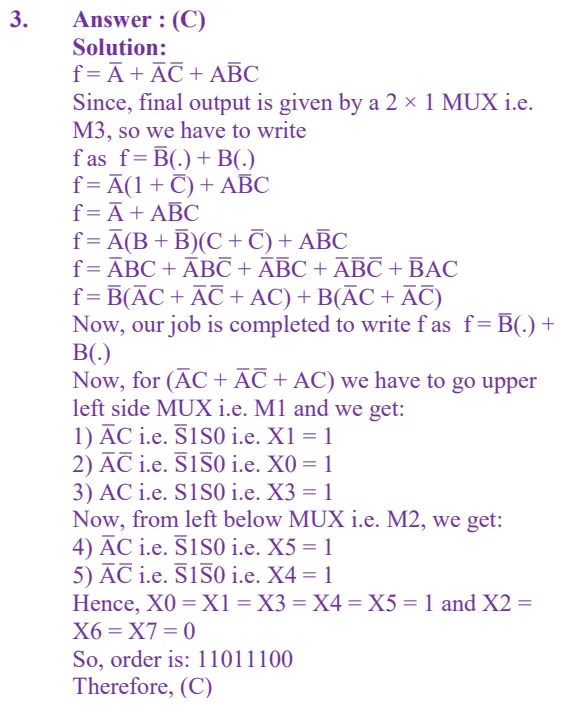 3. Answer : (C)
Solution:
f = A̅ + A̅C̅ + AB̅C
Since, final output is given by a 2 × 1 MUX i.e.
M3, so we have to write
f as f = B̅(.) + B(.)
f = A̅(1 + C̅) + AB̅C
f = A̅ + AB̅C
f = A̅(B + B̅)(C + C̅) + AB̅C
f = A̅BC + A̅BC̅ + A̅B̅C + A̅B̅C̅ + B̅AC
f = B̅(A̅C + A̅C̅ + AC) + B(A̅C + A̅C̅)
Now, our job is completed to write f as f = B̅(.) +
B(.)
Now, for (A̅C + A̅C̅ + AC) we have to go upper
left side MUX i.e. M1 and we get:
1) A̅C i.e. S̅1S0 i.e. X1 = 1
2) A̅C̅ i.e. S̅1S̅0 i.e. X0 = 1
3) AC i.e. S1S0 i.e. X3 = 1
Now, from left below MUX i.e. M2, we get:
4) A̅C i.e. S̅1S0 i.e. X5 = 1
5) A̅C̅ i.e. S̅1S̅0 i.e. X4 = 1
Hence, X0 = X1 = X3 = X4 = X5 = 1 and X2 =
X6 = X7 = 0
So, order is: 11011100
Therefore, (C)